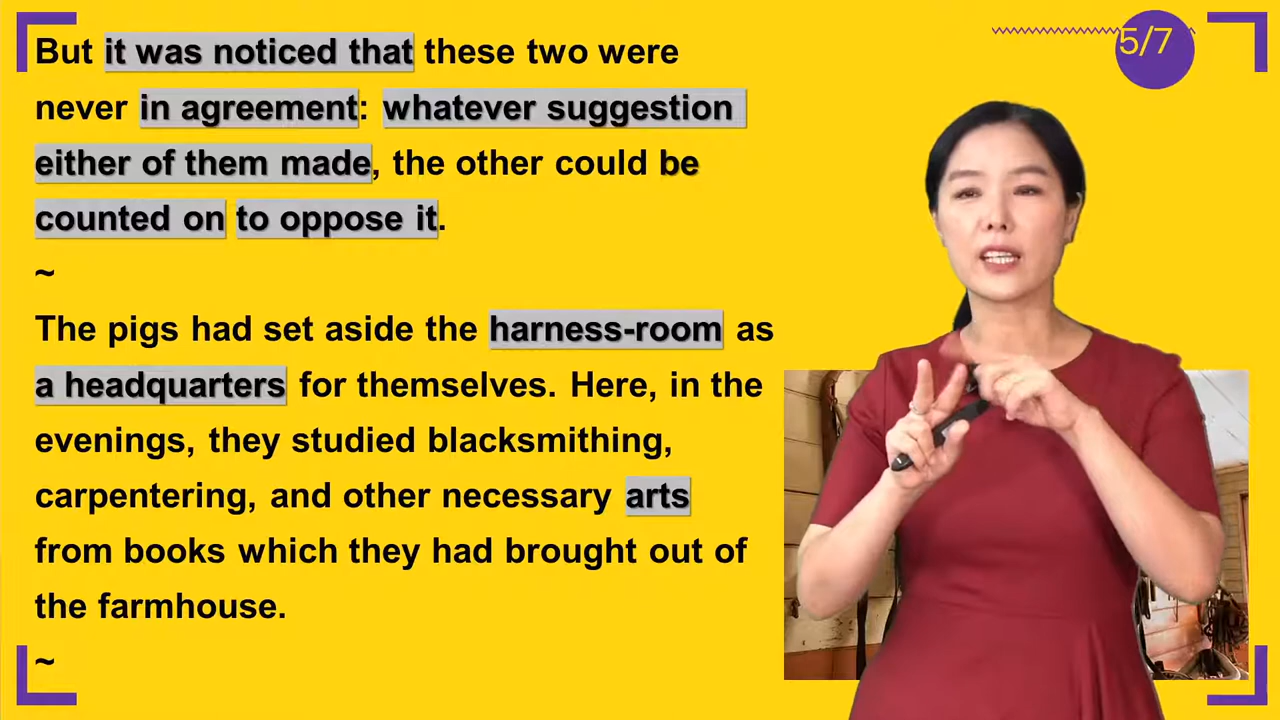 But it was noticed that these two were
never in agreement: whatever suggestion
either of them made, the other could be
counted on to oppose it.
~
The pigs had set aside the harness-room as
a headquarters for themselves. Here, in the
evenings, they studied blacksmithing,
carpentering, and other necessary arts
from books which they had brought out of
the farmhouse.
~
5/7